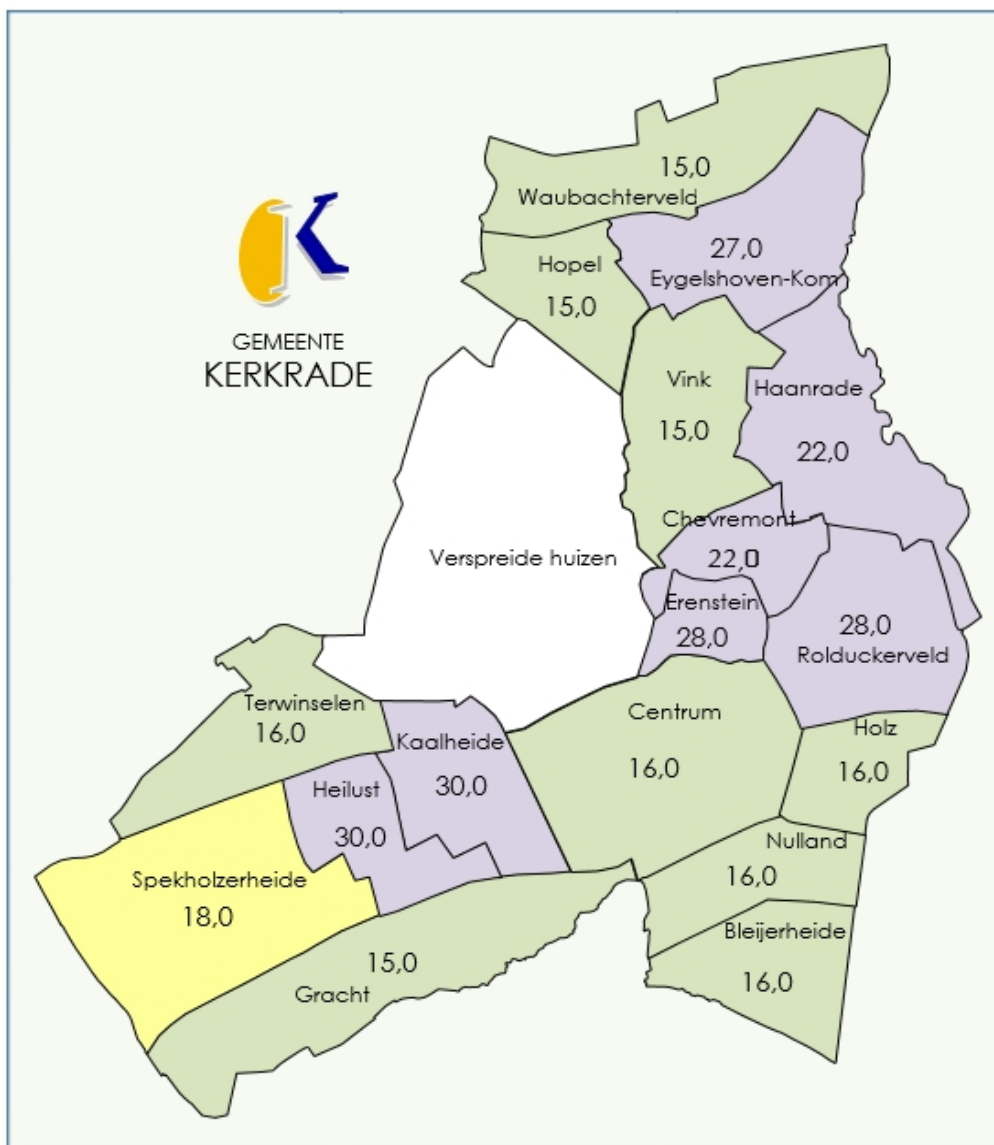 15,0
Waubachterveld
27,0
Eygelshoven-Kom
Hopel
15,0
GEMEENTE
KERKRADE
Vink
15,0
Haanrade
22,0
Chevremont
22,0
Verspreide huizen
Erenstein
28,0
28,0
Rolduckerveld
Terwinselen
16,0
Kaalheide
30,0
Centrum
16,0
Holz
16,0
Heilust
30,0
Nulland
16,0
Spekholzerheide
18,0
Bleijerheide
16,0
15,0
Gracht